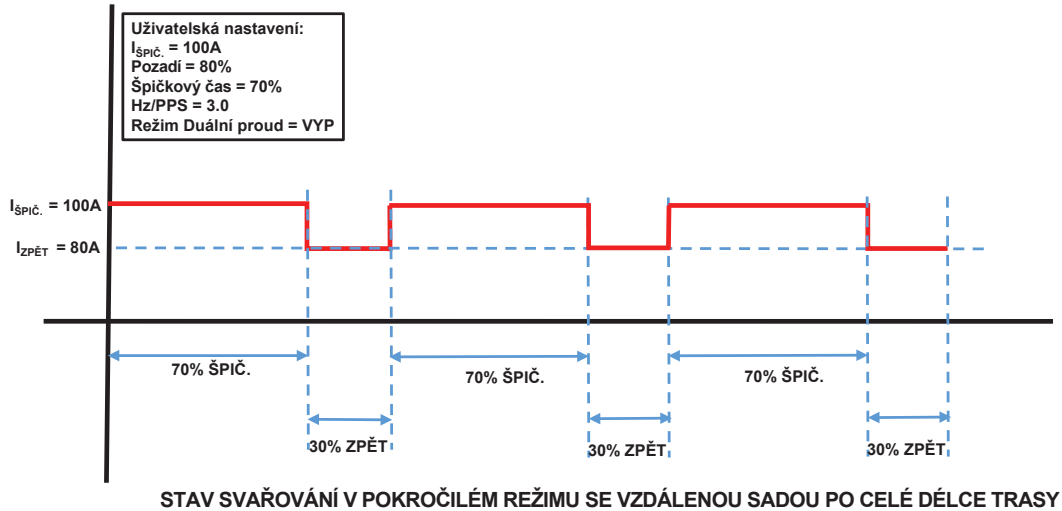 Uživatelská nastavení:
IŠPIČ. = 100A
Pozadí = 80%
Špičkový čas = 70%
Hz/PPS = 3.0
Režim Duální proud = VYP
IŠPIČ. = 100A
IZPĚT = 80A
70% ŠPIČ.
70% ŠPIČ.
70% ŠPIČ.
30% ZPĚT
30% ZPĚT
30% ZPĚT
STAV SVAŘOVÁNÍ V POKROČILÉM REŽIMU SE VZDÁLENOU SADOU PO CELÉ DÉLCE TRASY